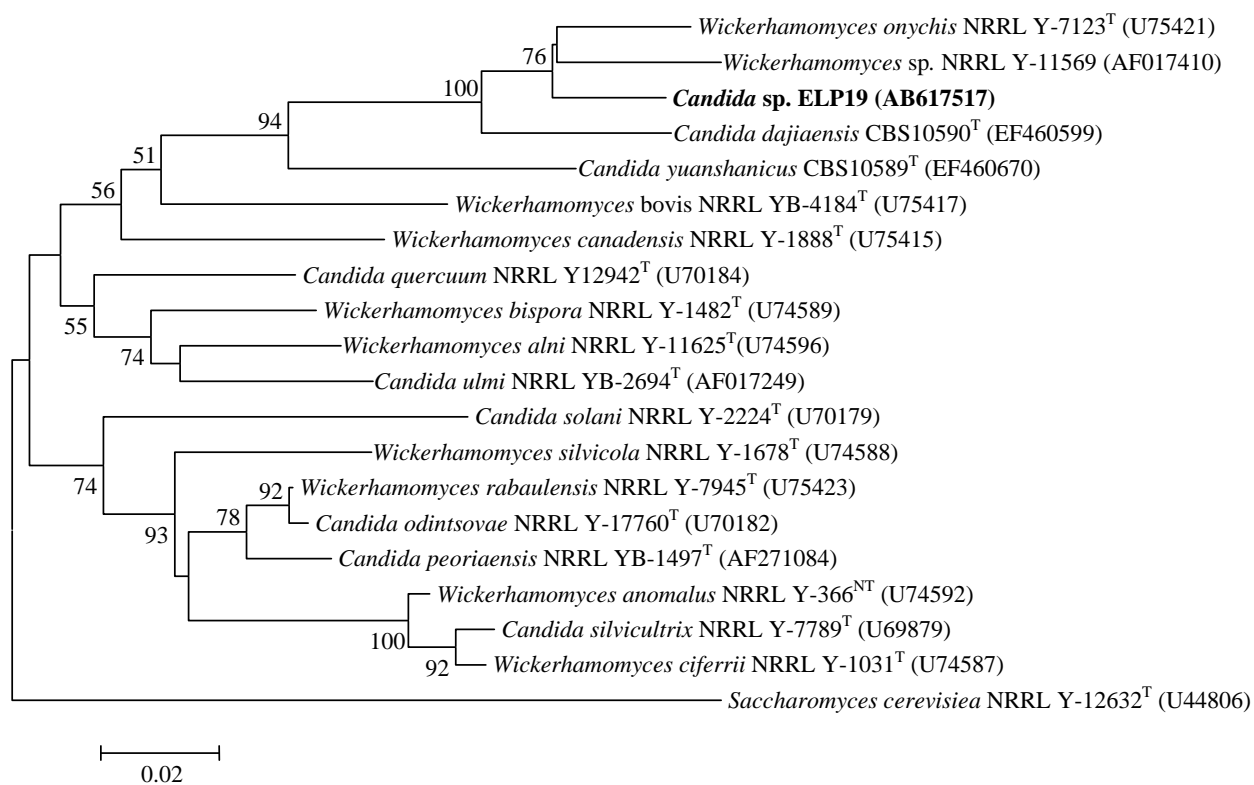 Wickerhamomyces onychis NRRL Y-7123T (U75421)
76
Wickerhamomyces sp. NRRL Y-11569 (AF017410)
100
Candida sp. ELP19 (AB617517)
94
Candida dajiaensis CBS10590T (EF460599)
51
Candida yuanshanicus CBS10589T (EF460670)
56
Wickerhamomyces bovis NRRL YB-4184T (U75417)
Wickerhamomyces canadensis NRRL Y-1888T (U75415)
Candida quercuum NRRL Y12942T (U70184)
Wickerhamomyces bispora NRRL Y-1482T (U74589)
55
Wickerhamomyces alni NRRL Y-11625T(U74596)
74
Candida ulmi NRRL YB-2694T (AF017249)
Candida solani NRRL Y-2224T (U70179)
Wickerhamomyces silvicola NRRL Y-1678T (U74588)
74
92
Wickerhamomyces rabaulensis NRRL Y-7945T (U75423)
78
Candida odintsovae NRRL Y-17760T (U70182)
93
Candida peoriaensis NRRL YB-1497T (AF271084)
Wickerhamomyces anomalus NRRL Y-366NT (U74592)
Candida silvicultrix NRRL Y-7789T (U69879)
100
Wickerhamomyces ciferrii NRRL Y-1031T (U74587)
92
Saccharomyces cerevisiea NRRL Y-12632T (U44806)
0.02